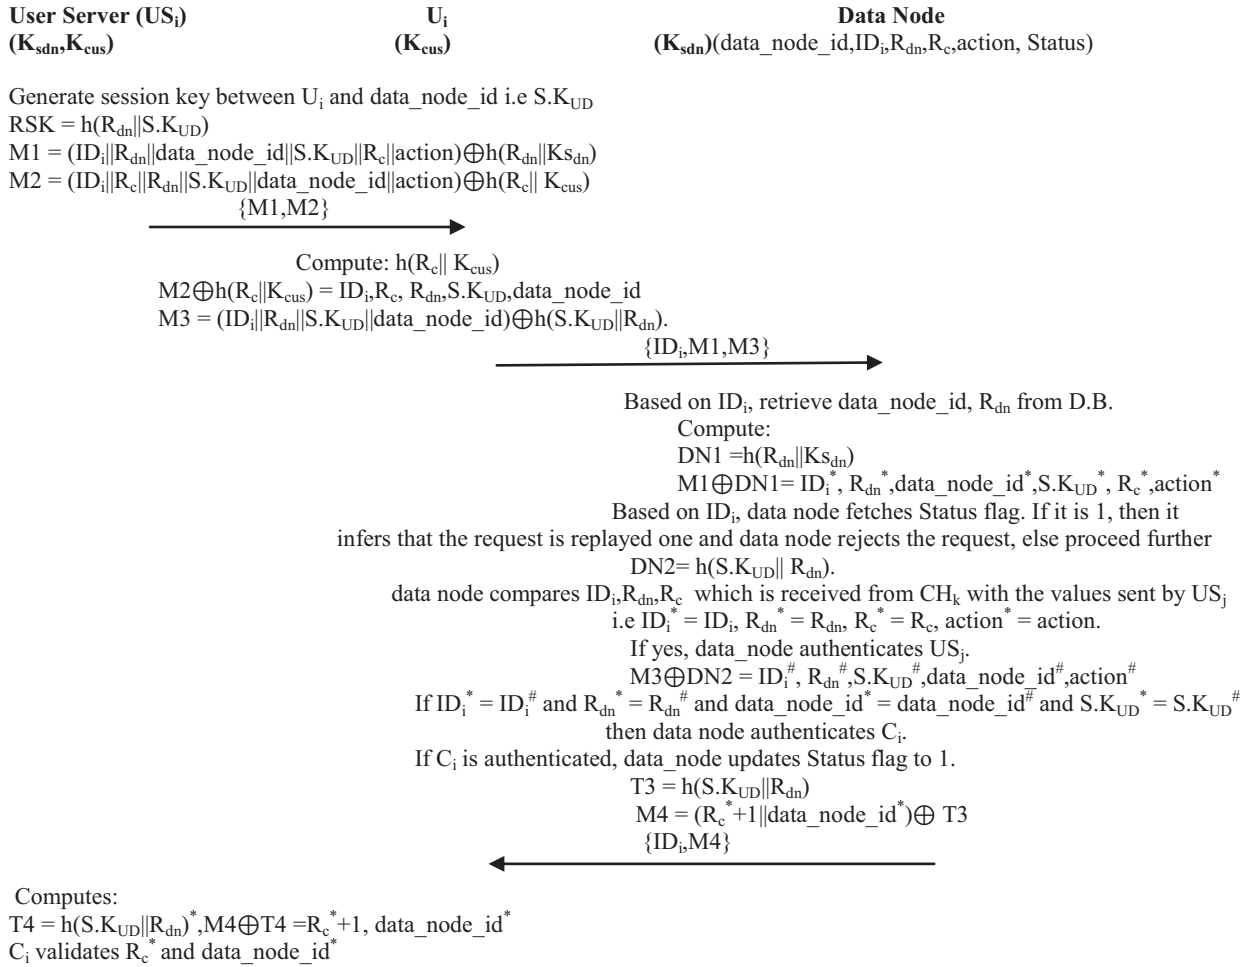 User Server (USi) Ui Data Node
(Ksdn,Kcus) (Kcus) (Ksdn)(data_node_id,IDi,Rdn,Rc,action, Status)
Generate session key between Ui and data_node_id i.e S.KUD
RSK = h(Rdn||S.KUD)
M1 = (IDi||Rdn||data_node_id||S.KUD||Rc||action)⊕h(Rdn||Ksdn)
M2 = (IDi||Rc||Rdn||S.KUD||data_node_id||action)⊕h(Rc|| Kcus)
{M1,M2}
Compute: h(Rc|| Kcus)
M2⊕h(Rc||Kcus) = IDi,Rc, Rdn,S.KUD,data_node_id
M3 = (IDi||Rdn||S.KUD||data_node_id)⊕h(S.KUD||Rdn).
{IDi,M1,M3}
Based on IDi, retrieve data_node_id, Rdn from D.B.
Compute:
DN1 =h(Rdn||Ksdn)
M1⊕DN1= IDi*, Rdn*,data_node_id*,S.KUD*, Rc*,action*
Based on IDi, data node fetches Status flag. If it is 1, then it
infers that the request is replayed one and data node rejects the request, else proceed further
DN2= h(S.KUD|| Rdn).
data node compares IDi,Rdn,Rc which is received from CHk with the values sent by USj
i.e IDi* = IDi, Rdn* = Rdn, Rc* = Rc, action* = action.
If yes, data_node authenticates USj.
M3⊕DN2 = IDi#, Rdn#,S.KUD#,data_node_id#,action#
If IDi* = IDi# and Rdn* = Rdn# and data_node_id* = data_node_id# and S.KUD* = S.KUD#
then data node authenticates Ci.
If Ci is authenticated, data_node updates Status flag to 1.
T3 = h(S.KUD||Rdn)
M4 = (Rc*+1||data_node_id*)⊕ T3
{IDi,M4}
Computes:
T4 = h(S.KUD||Rdn)*,M4⊕T4 =Rc*+1, data_node_id*
Ci validates Rc* and data_node_id*